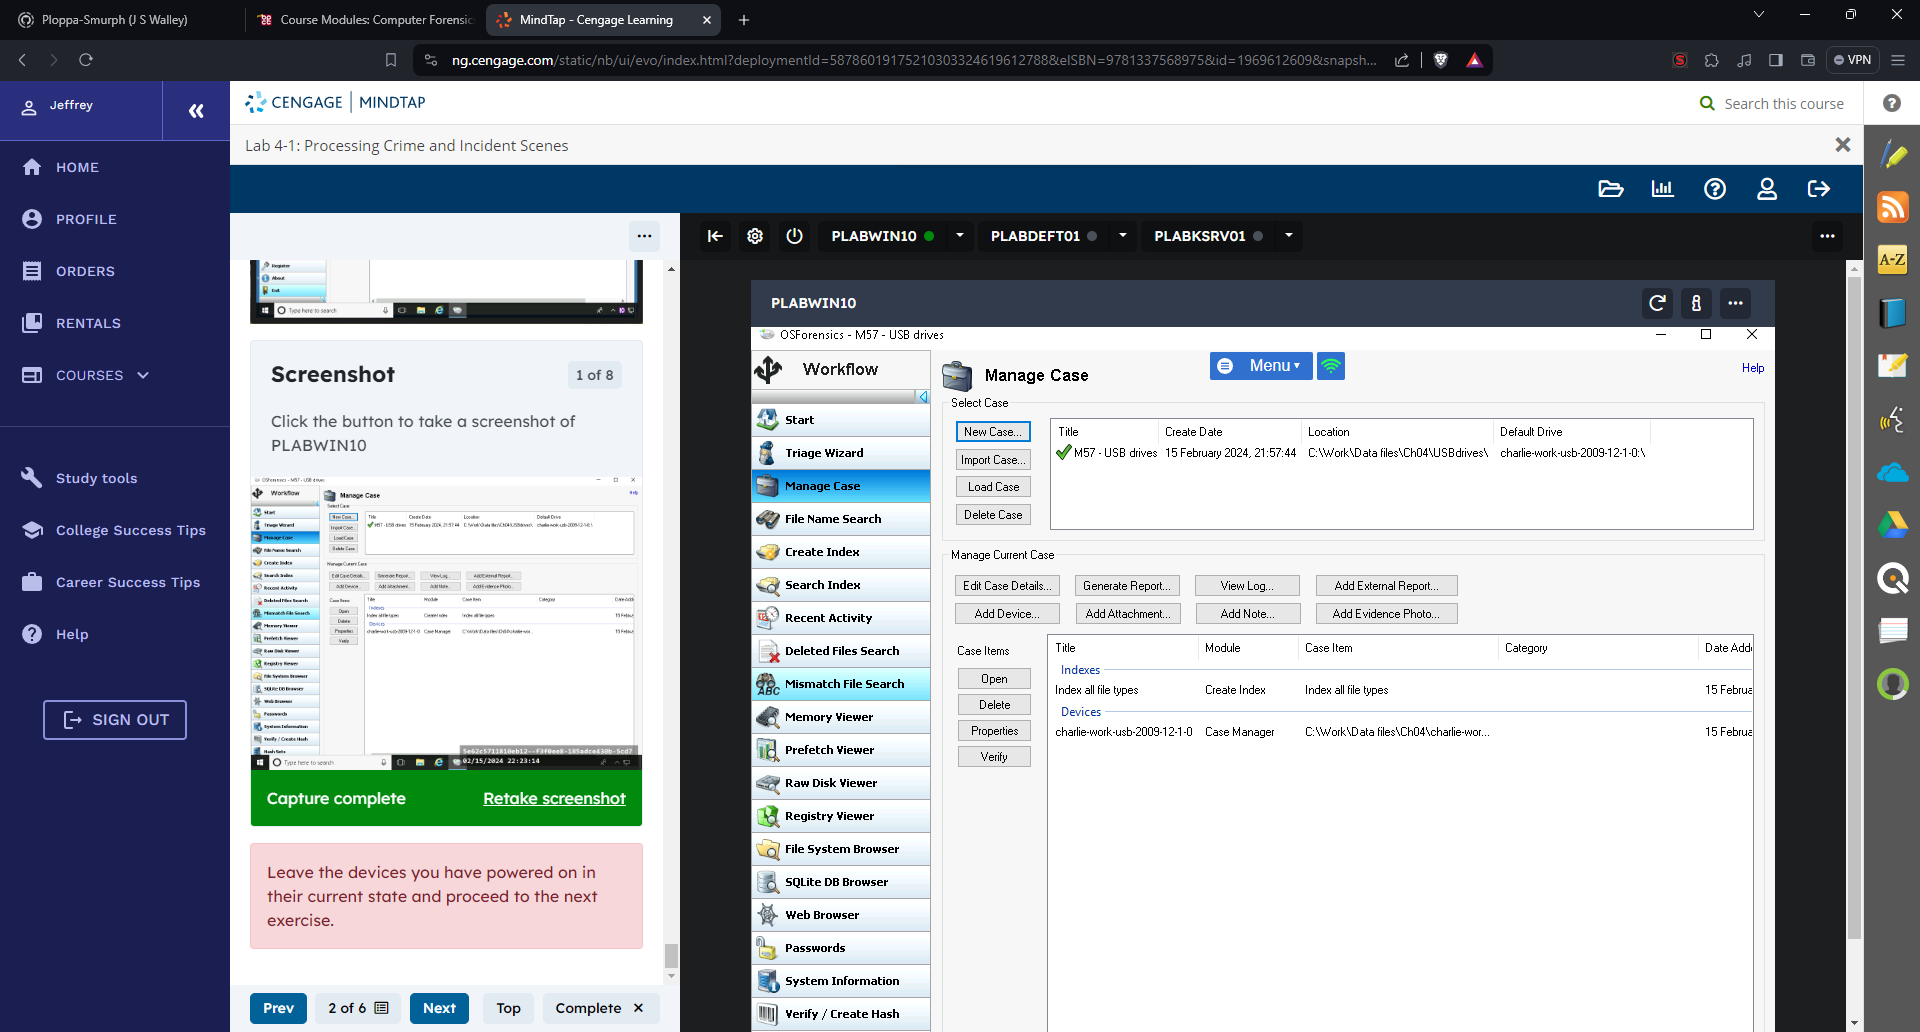 Ploppa-Smurph (J S Walley)
Course Modules: Computer Forensic
MindTap - Cengage Learning
ng.cengage.com/static/nb/ui/evo/index.html?deploymentId=5878601917521030332461961278 8&eISBN=9781337568975&id=1969612609&snapsh...
VPN
Jeffrey
CENGAGE | MINDTAP
Search this course
Lab 4-1: Processing Crime and Incident Scenes
HOME
PROFILE
ORDERS
RENTALS
COURSES
Study tools
College Success Tips
Career Success Tips
Help
SIGN OUT
Register
About
Exit
Type here to search
Screenshot
1 of 8
Click the button to take a screenshot of
PLABWIN10
Capture complete
Retake screenshot
Leave the devices you have powered on in
their current state and proceed to the next
exercise.
Prev
2 of 6
Next
Top
Complete
PLABWIN10
PLABDEFT01
PLABKSRV01
PLABWIN10
OSForensics - M57 - USB drives
Workflow
Start
Triage Wizard
Manage Case
File Name Search
Create Index
Search Index
Recent Activity
Deleted Files Search
Mismatch File Search
Memory Viewer
Prefetch Viewer
Raw Disk Viewer
Registry Viewer
File System Browser
SQLite DB Browser
Web Browser
Passwords
System Information
Verify / Create Hash
Manage Case
Menu
Help
Select Case
New Case...
Import Case...
Load Case
Delete Case
Title Create Date Location Default Drive
M57 - USB drives 15 February 2024, 21:57:44 C:\Work\Data files\Ch04\USBdrives\ charlie-work-usb-2009-12-1-0:\
Manage Current Case
Edit Case Details... Generate Report... View Log... Add External Report...
Add Device... Add Attachment... Add Note... Add Evidence Photo...
Case Items
Open
Delete
Properties
Verify
Title Module Case Item Category Date Add
Indexes
Index all file types Create Index Index all file types 15 Februa
Devices
charlie-work-usb-2009-12-1-0 Case Manager C:\Work\Data files\Ch04\charlie-wor... 15 Februa
A-Z